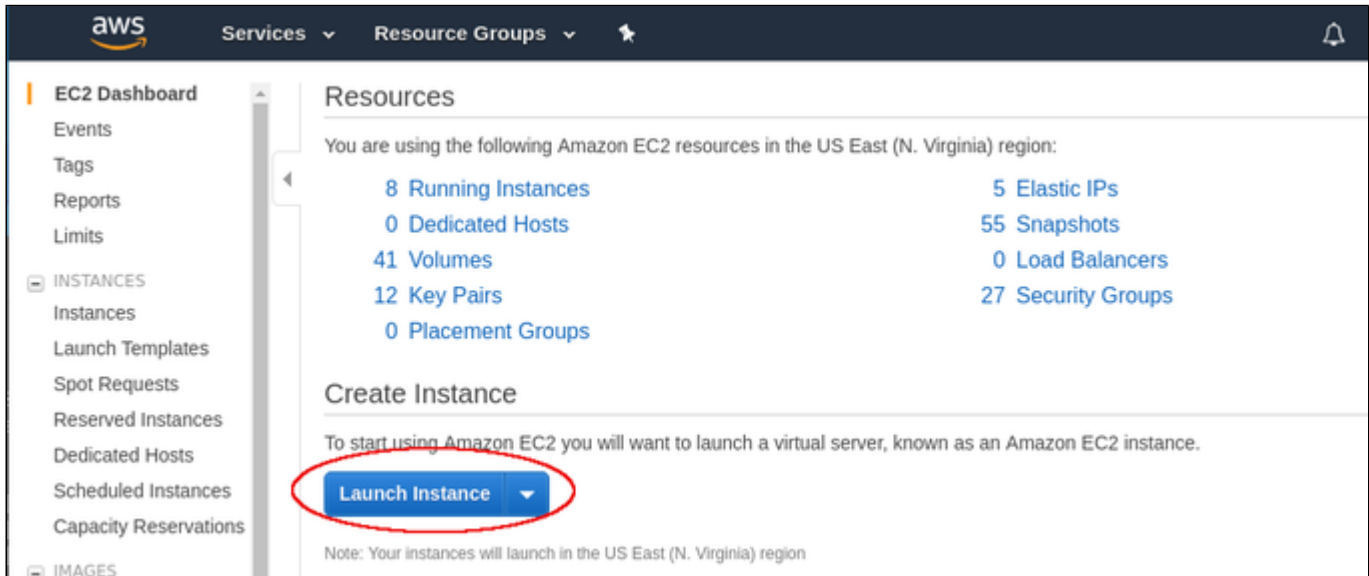 aws
Services
Resource Groups
EC2 Dashboard
Events
Tags
Reports
Limits
INSTANCES
Instances
Launch Templates
Spot Requests
Reserved Instances
Dedicated Hosts
Scheduled Instances
Capacity Reservations
IMAGES
Resources
You are using the following Amazon EC2 resources in the US East (N. Virginia) region:
8 Running Instances
5 Elastic IPs
0 Dedicated Hosts
55 Snapshots
41 Volumes
0 Load Balancers
12 Key Pairs
27 Security Groups
0 Placement Groups
Create Instance
To start using Amazon EC2 you will want to launch a virtual server, known as an Amazon EC2 instance.
Launch Instance
Note: Your instances will launch in the US East (N. Virginia) region